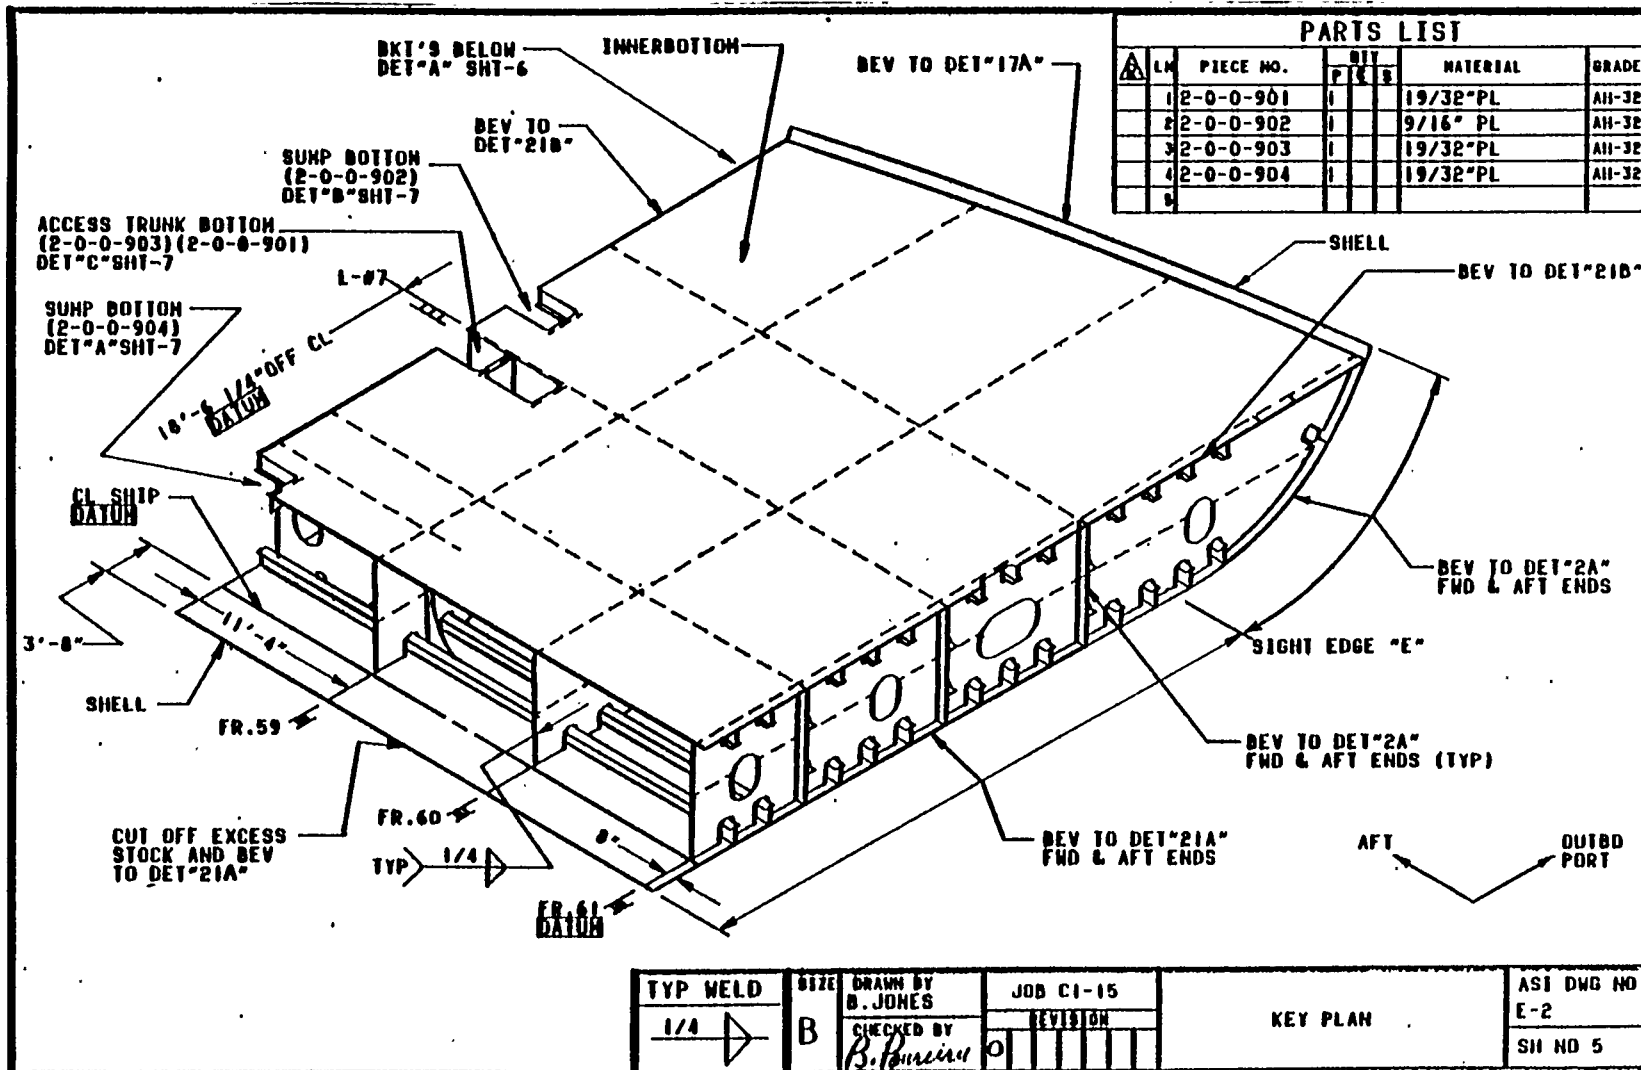 PARTS LIST
LN PIECE NO. QTY MATERIAL GRADE
P C S
1 2-0-0-901 1 19/32"PL AH-32
2 2-0-0-902 1 9/16" PL AH-32
3 2-0-0-903 1 19/32"PL AH-32
4 2-0-0-904 1 19/32"PL AH-32
5
BKT'S BELOW
DET"A" SHT-6
INNERBOTTOM
BEV TO DET"17A"
BEV TO
DET"21B"
SUMP BOTTOM
(2-0-0-902)
DET"B"SHT-7
ACCESS TRUNK BOTTOM
(2-0-0-903)(2-0-0-901)
DET"C"SHT-7
L-#7
SUMP BOTTOM
(2-0-0-904)
DET"A"SHT-7
18'-6 1/4"OFF CL
DATUM
SHELL
BEV TO DET"21B"
CL SHIP
DATUM
3'-8"
11'-4"
SHELL
FR.59
BEV TO DET"2A"
FWD & AFT ENDS
SIGHT EDGE "E"
BEV TO DET"2A"
FWD & AFT ENDS (TYP)
CUT OFF EXCESS
STOCK AND BEV
TO DET"21A"
FR.60
TYP 1/4
8"
FR.61
DATUM
BEV TO DET"21A"
FWD & AFT ENDS
AFT
OUTBD
PORT
TYP WELD
1/4
SIZE
B
DRAWN BY
B.JONES
CHECKED BY
JOB C1-15
REVISION
0
KEY PLAN
ASI DWG NO
E-2
SH NO 5